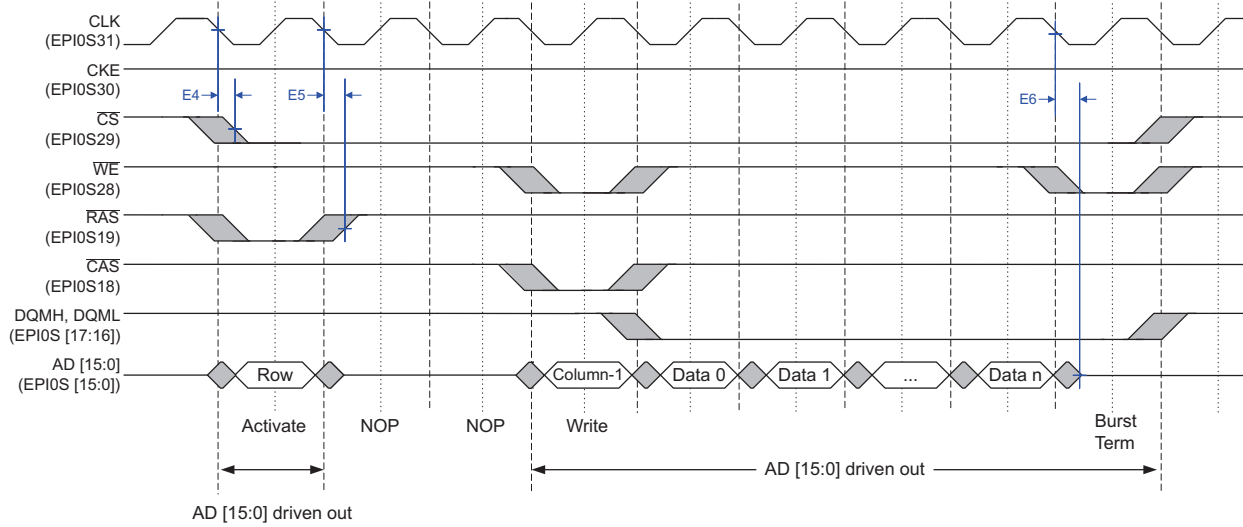 CLK
(EPI0S31)
CKE
(EPI0S30)
E4
E5
E6
CS
(EPI0S29)
WE
(EPI0S28)
RAS
(EPI0S19)
CAS
(EPI0S18)
DQMH, DQML
(EPI0S [17:16])
AD [15:0]
(EPI0S [15:0])
Row
Column-1
Data 0
Data 1
...
Data n
Activate
NOP
NOP
Write
Burst
Term
AD [15:0] driven out
AD [15:0] driven out